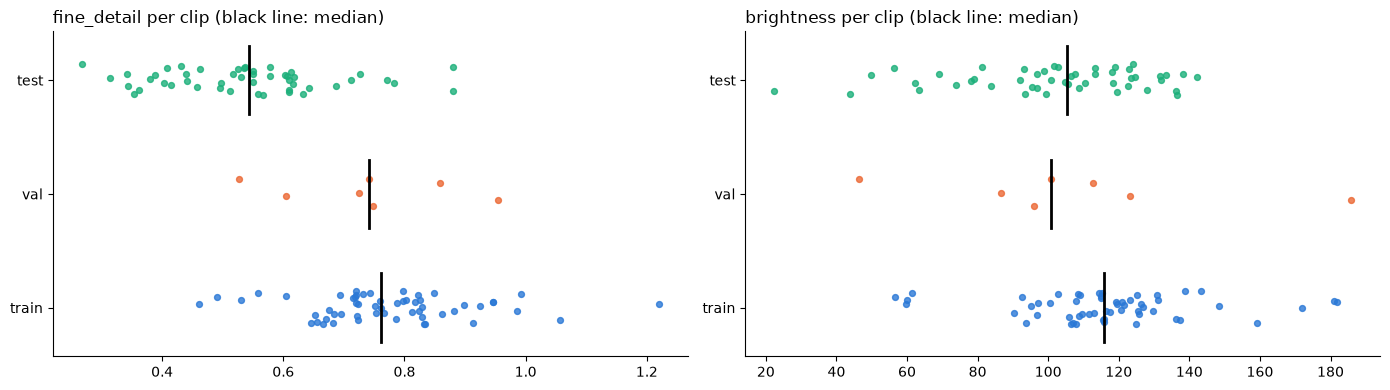 fine_detail per clip (black line: median)
test
val
train
0.4 0.6 0.8 1.0 1.2
brightness per clip (black line: median)
test
val
train
20 40 60 80 100 120 140 160 180